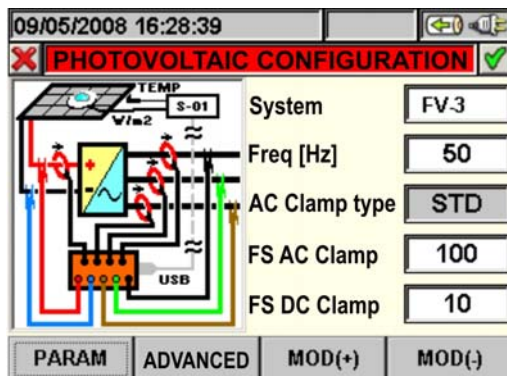 09/05/2008 16:28:39
PHOTOVOLTAIC CONFIGURATION
TEMP
S-01
W/m2
USB
System FV-3
Freq [Hz] 50
AC Clamp type STD
FS AC Clamp 100
FS DC Clamp 10
PARAM ADVANCED MOD(+) MOD(-)